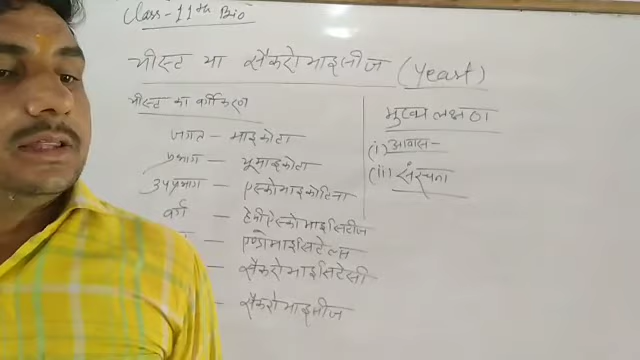 Class-11th Bio
यीस्ट या सैकरोमाइसीज (Yeast)
यीस्ट का वर्गीकरण
जगत - माइकोटा
प्रभाग - यूमाइकोटा
उपप्रभाग - एस्कोमाइकोटिना
वर्ग - हेमीएस्कोमाइसिटीज
- एण्डोमाइसिटेल्स
- सैकरोमाइसिटेसी
- सैकरोमाइसीज
मुख्य लक्षण
(i) आवास-
(ii) संरचना